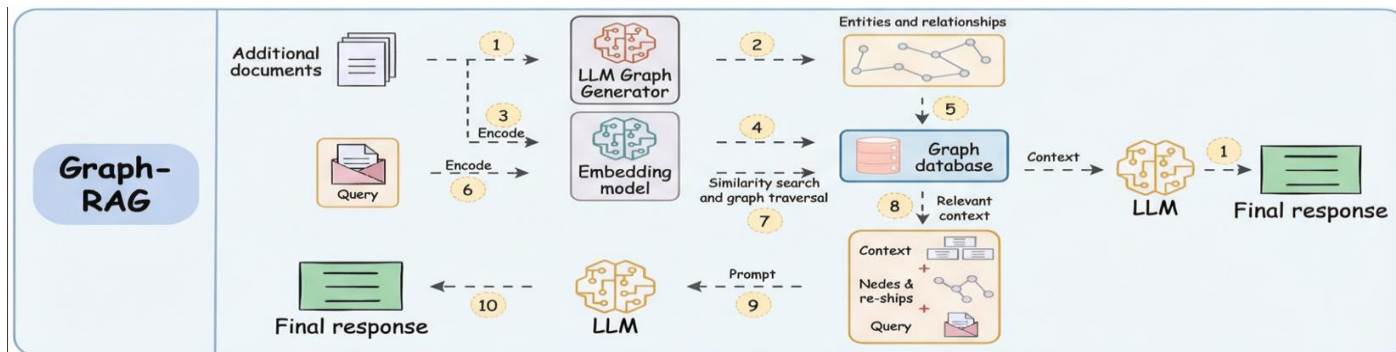 Graph-
RAG
Additional
documents
1
LLM Graph
Generator
2
Entities and relationships
3
Encode
Embedding
model
4
5
Graph
database
Query
Encode
6
Similarity search
and graph traversal
7
8
Relevant
context
Context
LLM
1
Final response
Context
+
Nedes &
re-ships
+
Query
Prompt
9
LLM
10
Final response